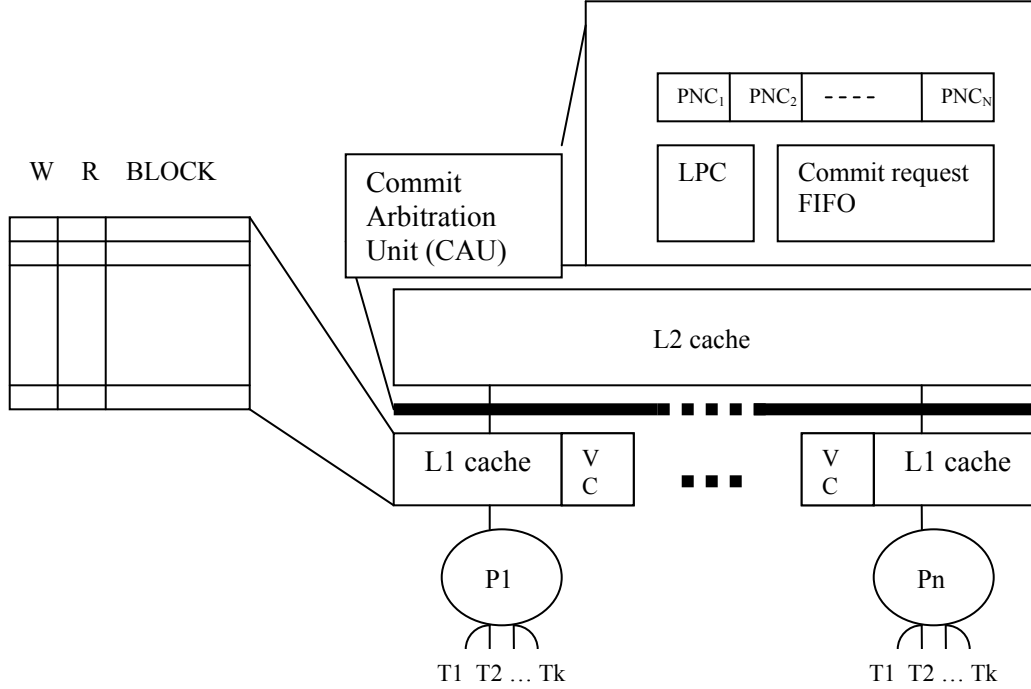 PNC₁ PNC₂ ---- PNC_N
W R BLOCK
Commit
Arbitration
Unit (CAU)
LPC
Commit request
FIFO
L2 cache
L1 cache
V
C
V
C
L1 cache
P1
Pn
T1 T2 … Tk
T1 T2 … Tk